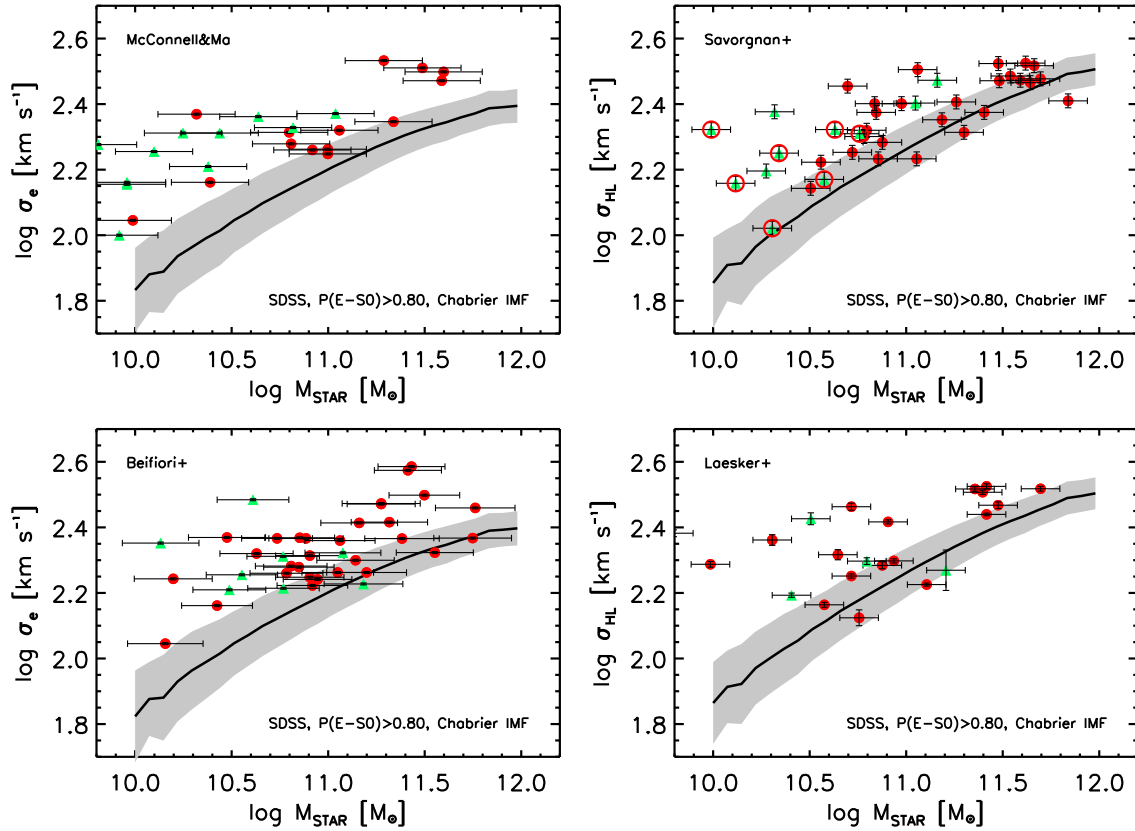 McConnell&Ma
2.6
2.4
2.2
2.0
1.8
log σe [km s⁻¹]
SDSS, P(E-S0)>0.80, Chabrier IMF
10.0 10.5 11.0 11.5 12.0
log MSTAR [M⊙]
Savorgnan+
2.6
2.4
2.2
2.0
1.8
log σHL [km s⁻¹]
SDSS, P(E-S0)>0.80, Chabrier IMF
10.0 10.5 11.0 11.5 12.0
log MSTAR [M⊙]
Beifiori+
2.6
2.4
2.2
2.0
1.8
log σe [km s⁻¹]
SDSS, P(E-S0)>0.80, Chabrier IMF
10.0 10.5 11.0 11.5 12.0
log MSTAR [M⊙]
Laesker+
2.6
2.4
2.2
2.0
1.8
log σHL [km s⁻¹]
SDSS, P(E-S0)>0.80, Chabrier IMF
10.0 10.5 11.0 11.5 12.0
log MSTAR [M⊙]